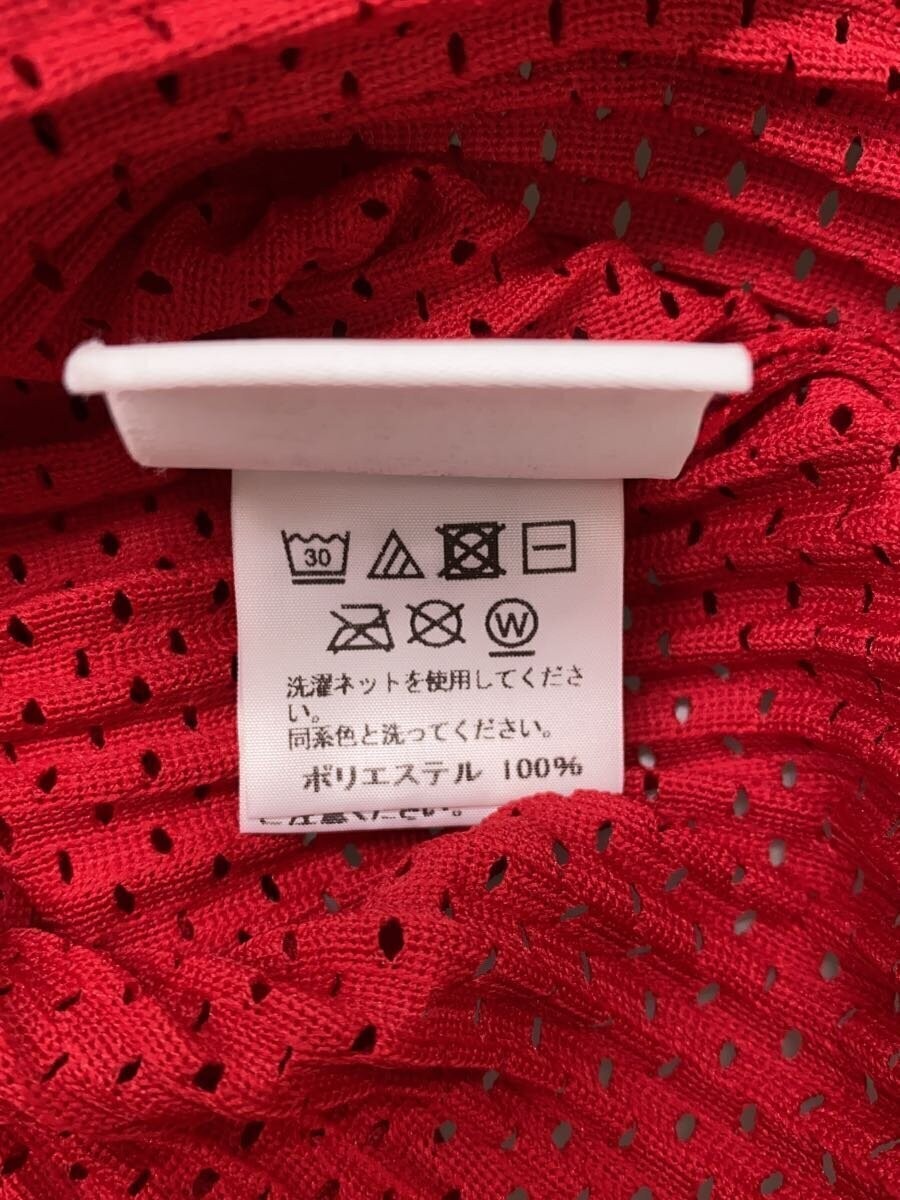 30
W
洗濯ネットを使用してくださ
い。
同系色と洗ってください。
ポリエステル 100%